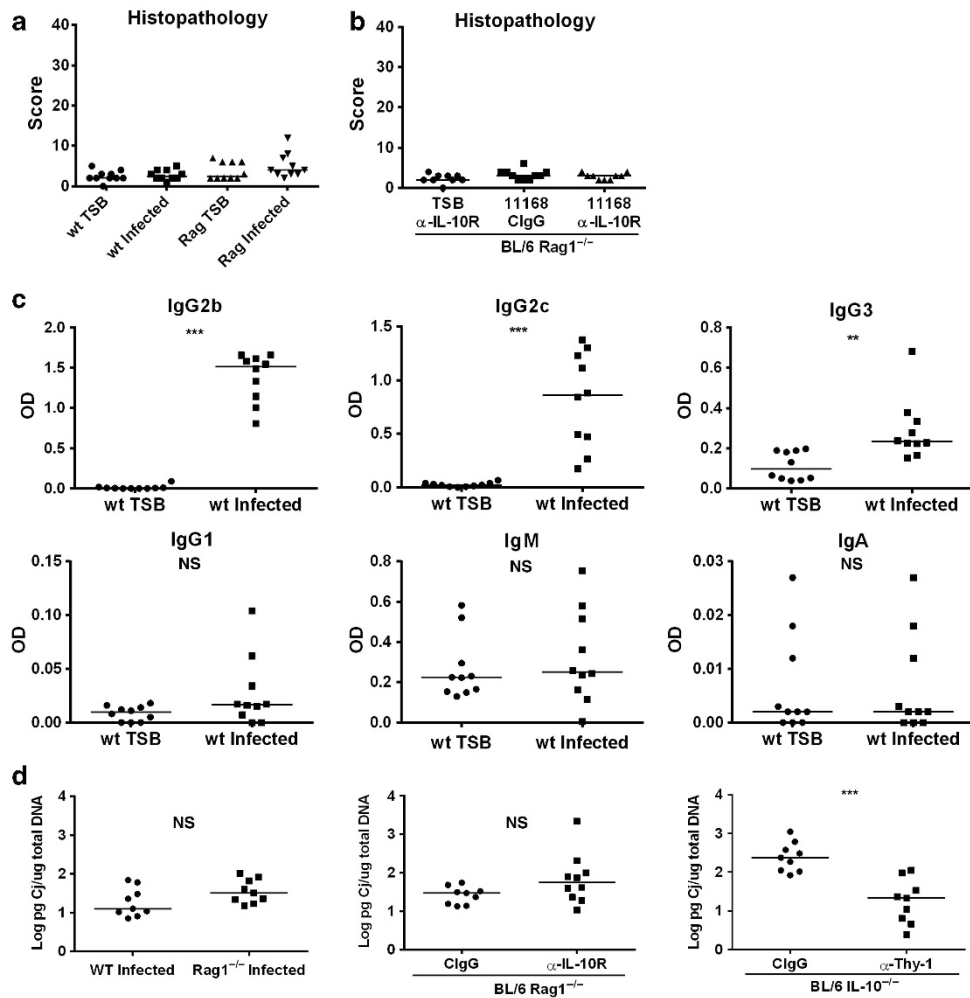 a
Histopathology
Score
40
30
20
10
0
wt TSB
wt Infected
Rag TSB
Rag Infected
b
Histopathology
Score
40
30
20
10
0
TSB 11168 11168
α-IL-10R CIgG α-IL-10R
BL/6 Rag1−/−
c
IgG2b
***
OD
2.0
1.5
1.0
0.5
0.0
wt TSB wt Infected
IgG2c
***
OD
1.5
1.0
0.5
0.0
wt TSB wt Infected
IgG3
**
OD
0.8
0.6
0.4
0.2
0.0
wt TSB wt Infected
IgG1
NS
OD
0.15
0.10
0.05
0.00
wt TSB wt Infected
IgM
NS
OD
0.8
0.6
0.4
0.2
0.0
wt TSB wt Infected
IgA
NS
OD
0.03
0.02
0.01
0.00
wt TSB wt Infected
d
Log pg Cj/ug total DNA
4
3
2
1
0
NS
WT Infected Rag1−/− Infected
Log pg Cj/ug total DNA
4
3
2
1
0
NS
CIgG α-IL-10R
BL/6 Rag1−/−
Log pg Cj/ug total DNA
4
3
2
1
0
***
CIgG α-Thy-1
BL/6 IL-10−/−